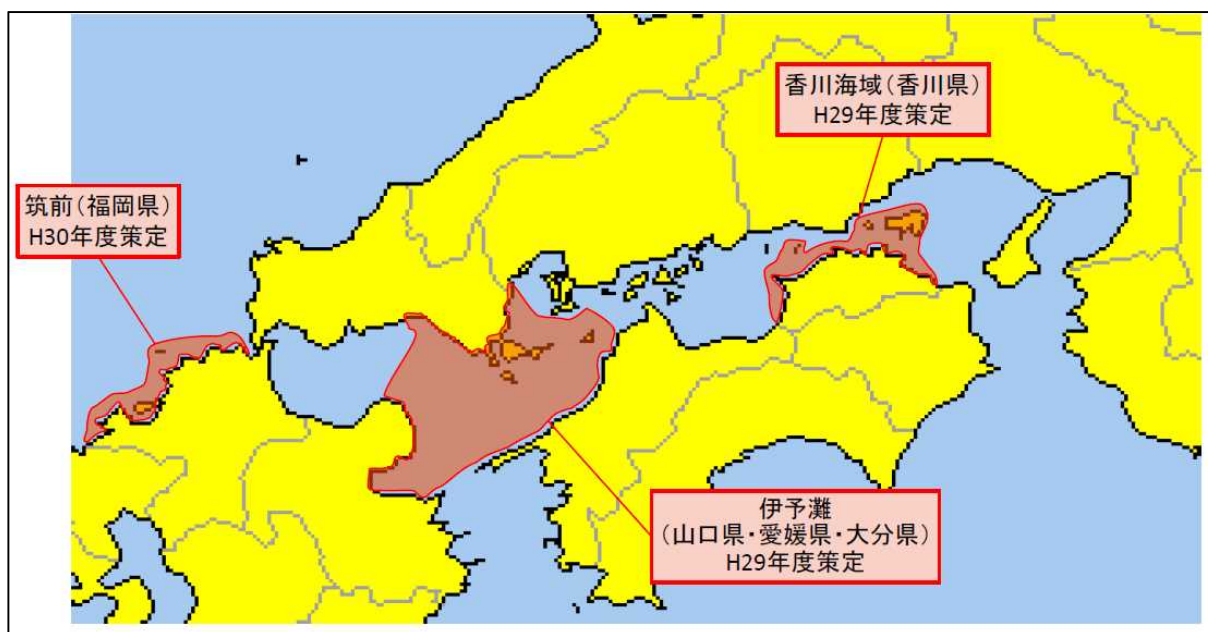 香川海域（香川県）
H29年度策定
筑前（福岡県）
H30年度策定
伊予灘
（山口県・愛媛県・大分県）
H29年度策定